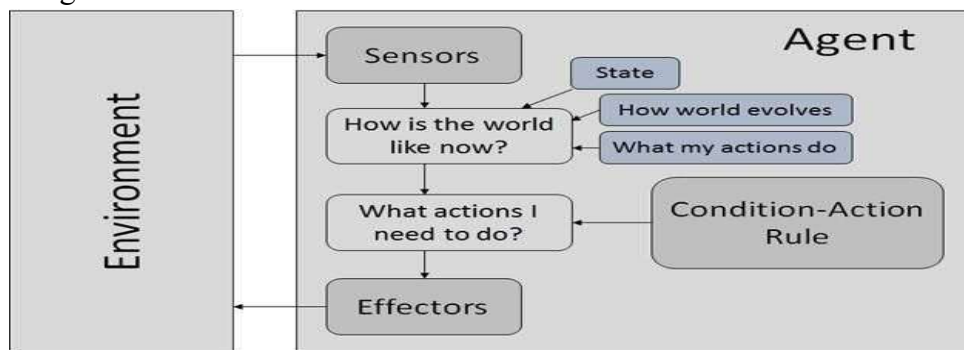 Environment
Agent
Sensors
State
How is the world
like now?
How world evolves
What my actions do
What actions I
need to do?
Condition-Action
Rule
Effectors